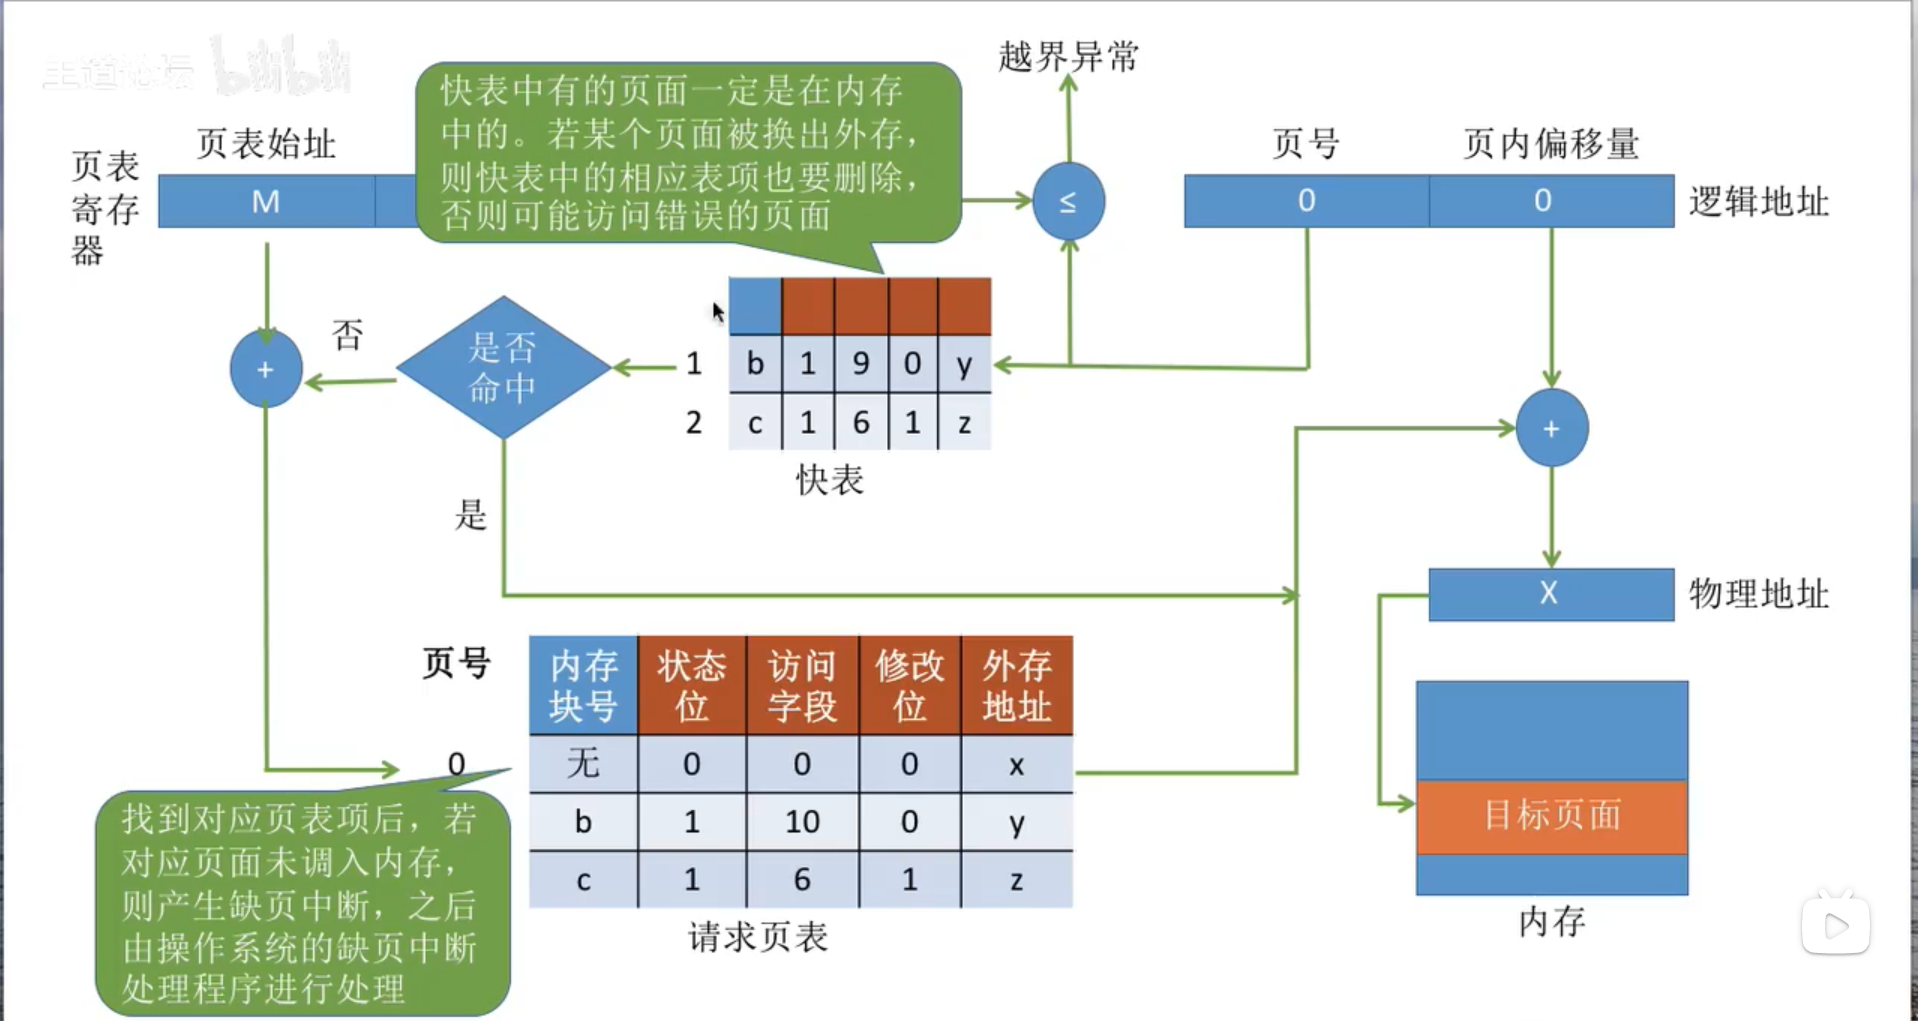 王道论坛 bilibili
越界异常
快表中有的页面一定是在内存
中的。若某个页面被换出外存，
则快表中的相应表项也要删除，
否则可能访问错误的页面
页表始址
页表
寄存
器
M
≤
页号 页内偏移量
0 0 逻辑地址
否
是否
命中
+
1 b 1 9 0 y
2 c 1 6 1 z
快表
+
是
X 物理地址
页号
内存
块号
状态
位
访问
字段
修改
位
外存
地址
0 无 0 0 0 x
b 1 10 0 y
c 1 6 1 z
请求页表
找到对应页表项后，若
对应页面未调入内存，
则产生缺页中断，之后
由操作系统的缺页中断
处理程序进行处理
目标页面
内存